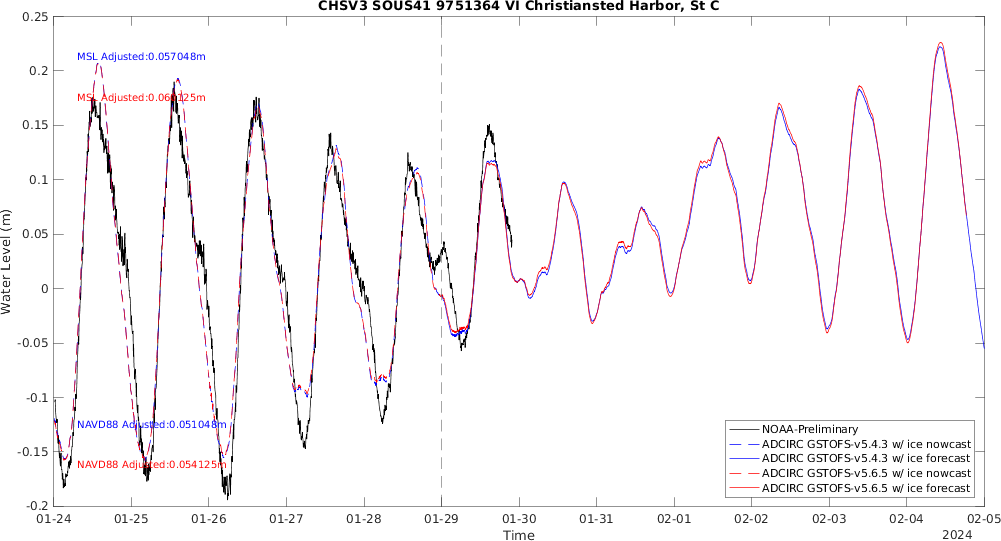 CHSV3 SOUS41 9751364 VI Christiansted Harbor, St C
0.25
0.2
0.15
0.1
0.05
0
-0.05
-0.1
-0.15
-0.2
Water Level (m)
MSL Adjusted:0.057048m
MSL
NAVD88 Adjusted:0.051048m
NAVD88 Adjusted:0.054125m
NOAA-Preliminary
ADCIRC GSTOFS-v5.4.3 w/ ice nowcast
ADCIRC GSTOFS-v5.4.3 w/ ice forecast
ADCIRC GSTOFS-v5.6.5 w/ ice nowcast
ADCIRC GSTOFS-v5.6.5 w/ ice forecast
01-24 01-25 01-26 01-27 01-28 01-29 01-30 01-31 02-01 02-02 02-03 02-04 02-05
Time
2024